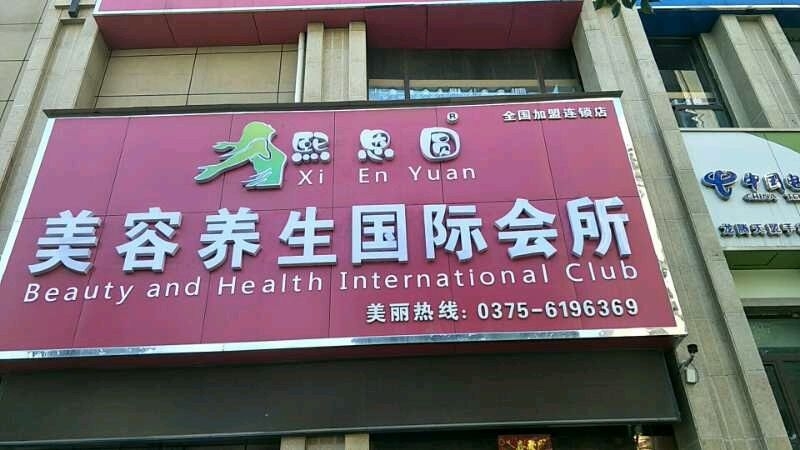 全国加盟连锁店
熙恩圆®
Xi En Yuan
美容养生国际会所
Beauty and Health International Club
美丽热线: 0375-6196369
中国电
CHINA